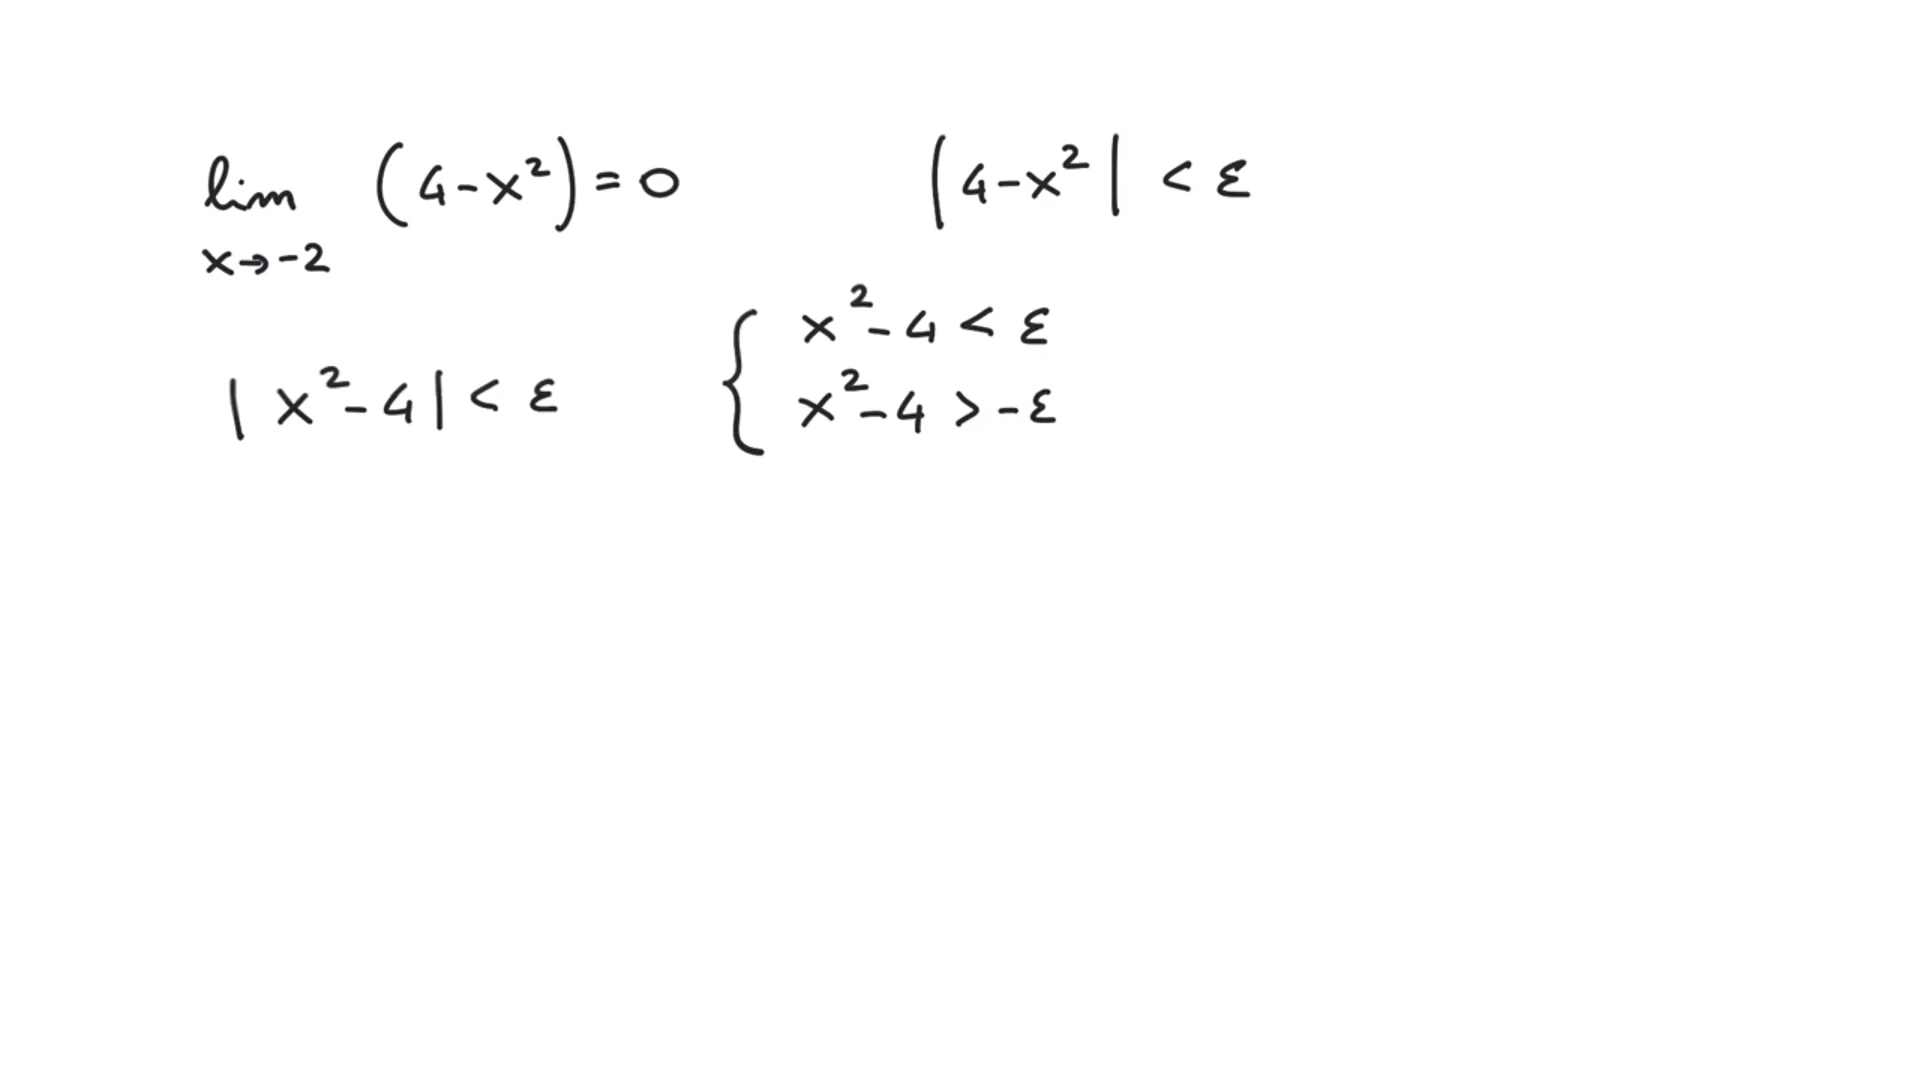 lim (4-x²)=0 |4-x²| < ε
x→-2
x²-4 < ε
|x²-4| < ε { x²-4 > -ε